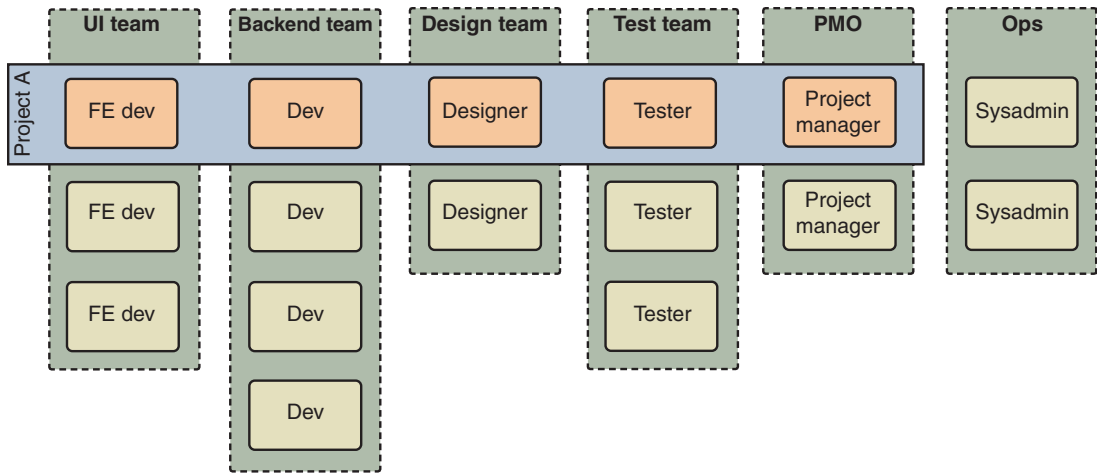 UI team
Backend team
Design team
Test team
PMO
Ops
Project A
FE dev
Dev
Designer
Tester
Project
manager
Sysadmin
FE dev
Dev
Designer
Tester
Project
manager
Sysadmin
FE dev
Dev
Tester
Dev